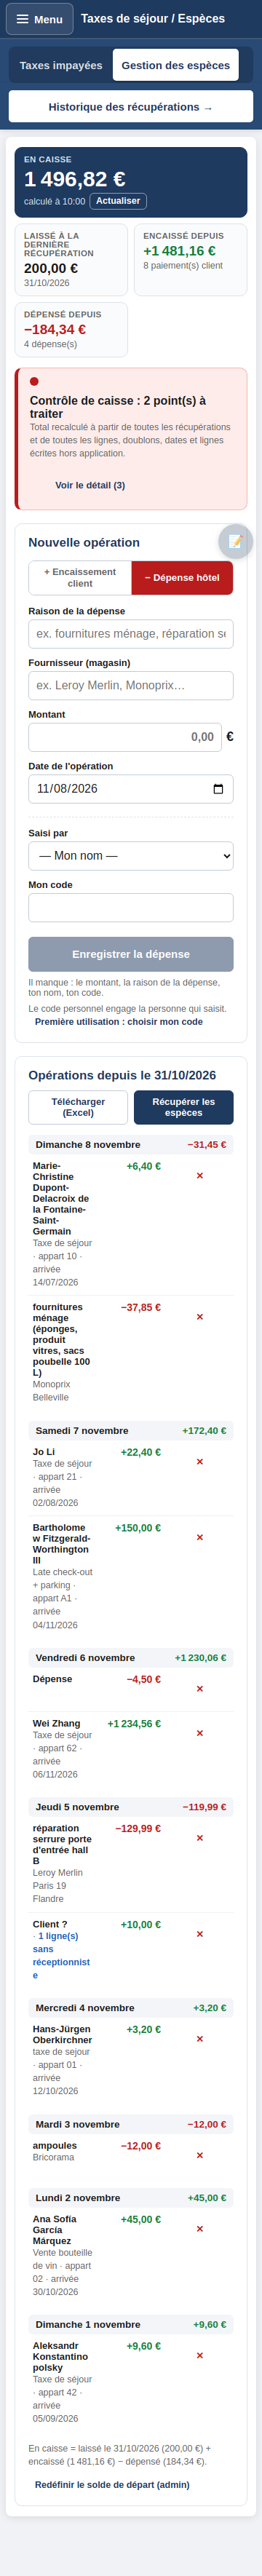 Menu
Taxes de séjour / Espèces
Taxes impayées
Gestion des espèces
Historique des récupérations →
EN CAISSE
1 496,82 €
calculé à 10:00
Actualiser
LAISSÉ À LA
DERNIÈRE
RÉCUPÉRATION
200,00 €
31/10/2026
ENCAISSÉ DEPUIS
+1 481,16 €
8 paiement(s) client
DÉPENSÉ DEPUIS
−184,34 €
4 dépense(s)
Contrôle de caisse : 2 point(s) à
traiter
Total recalculé à partir de toutes les récupérations
et de toutes les lignes, doublons, dates et lignes
écrites hors application.
Voir le détail (3)
Nouvelle opération
+ Encaissement
client
− Dépense hôtel
Raison de la dépense
ex. fournitures ménage, réparation se
Fournisseur (magasin)
ex. Leroy Merlin, Monoprix…
Montant
0,00 €
Date de l'opération
11/08/2026
Saisi par
— Mon nom —
Mon code
Enregistrer la dépense
Il manque : le montant, la raison de la dépense,
ton nom, ton code.
Le code personnel engage la personne qui saisit.
Première utilisation : choisir mon code
Opérations depuis le 31/10/2026
Télécharger
(Excel)
Récupérer les
espèces
Dimanche 8 novembre −31,45 €
Marie-
Christine
Dupont-
Delacroix de
la Fontaine-
Saint-
Germain
+6,40 €
×
Taxe de séjour
· appart 10 ·
arrivée
14/07/2026
fournitures
ménage
(éponges,
produit
vitres, sacs
poubelle 100
L)
−37,85 €
×
Monoprix
Belleville
Samedi 7 novembre +172,40 €
Jo Li
+22,40 €
×
Taxe de séjour
· appart 21 ·
arrivée
02/08/2026
Bartholome
w Fitzgerald-
Worthington
III
+150,00 €
×
Late check-out
+ parking ·
appart A1 ·
arrivée
04/11/2026
Vendredi 6 novembre +1 230,06 €
Dépense
−4,50 €
×
Wei Zhang
+1 234,56 €
×
Taxe de séjour
· appart 62 ·
arrivée
06/11/2026
Jeudi 5 novembre −119,99 €
réparation
serrure porte
d'entrée hall
B
−129,99 €
×
Leroy Merlin
Paris 19
Flandre
Client ?
+10,00 €
×
· 1 ligne(s)
sans
réceptionnist
e
Mercredi 4 novembre +3,20 €
Hans-Jürgen
Oberkirchner
+3,20 €
×
taxe de sejour
· appart 01 ·
arrivée
12/10/2026
Mardi 3 novembre −12,00 €
ampoules
−12,00 €
×
Bricorama
Lundi 2 novembre +45,00 €
Ana Sofía
García
Márquez
+45,00 €
×
Vente bouteille
de vin · appart
02 · arrivée
30/10/2026
Dimanche 1 novembre +9,60 €
Aleksandr
Konstantino
polsky
+9,60 €
×
Taxe de séjour
· appart 42 ·
arrivée
05/09/2026
En caisse = laissé le 31/10/2026 (200,00 €) +
encaissé (1 481,16 €) − dépensé (184,34 €).
Redéfinir le solde de départ (admin)